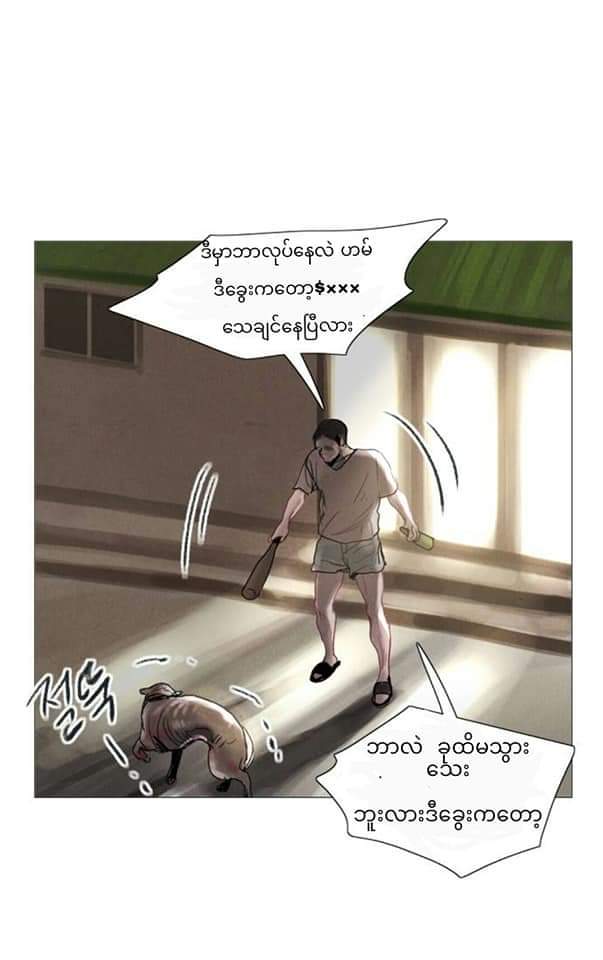 ဒီမှာဘာလုပ်နေလဲ ဟမ်
ဒီခွေးကတော့$xxx
သေချင်နေပြီလား
절뚝
ဘာလဲ ခုထိမသွား
သေး
ဘူးလားဒီခွေးကတော့